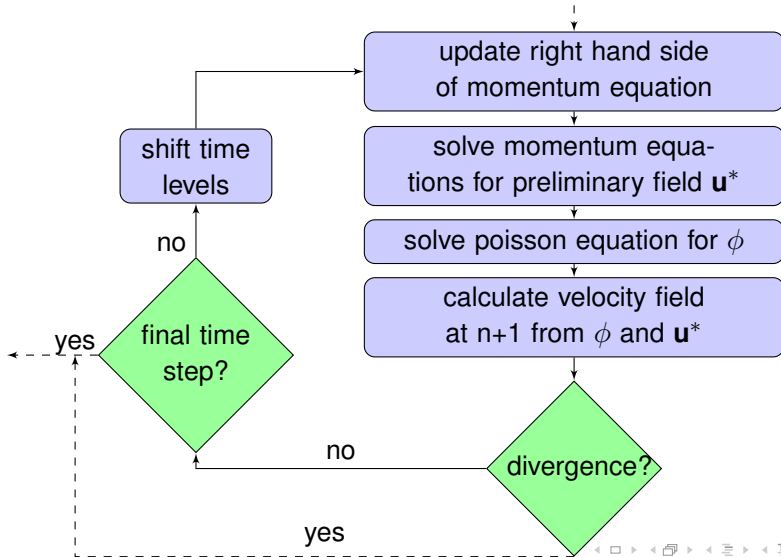 update right hand side
of momentum equation
solve momentum equa-
tions for preliminary field u*
solve poisson equation for ϕ
calculate velocity field
at n+1 from ϕ and u*
divergence?
no
yes
final time
step?
yes
no
shift time
levels